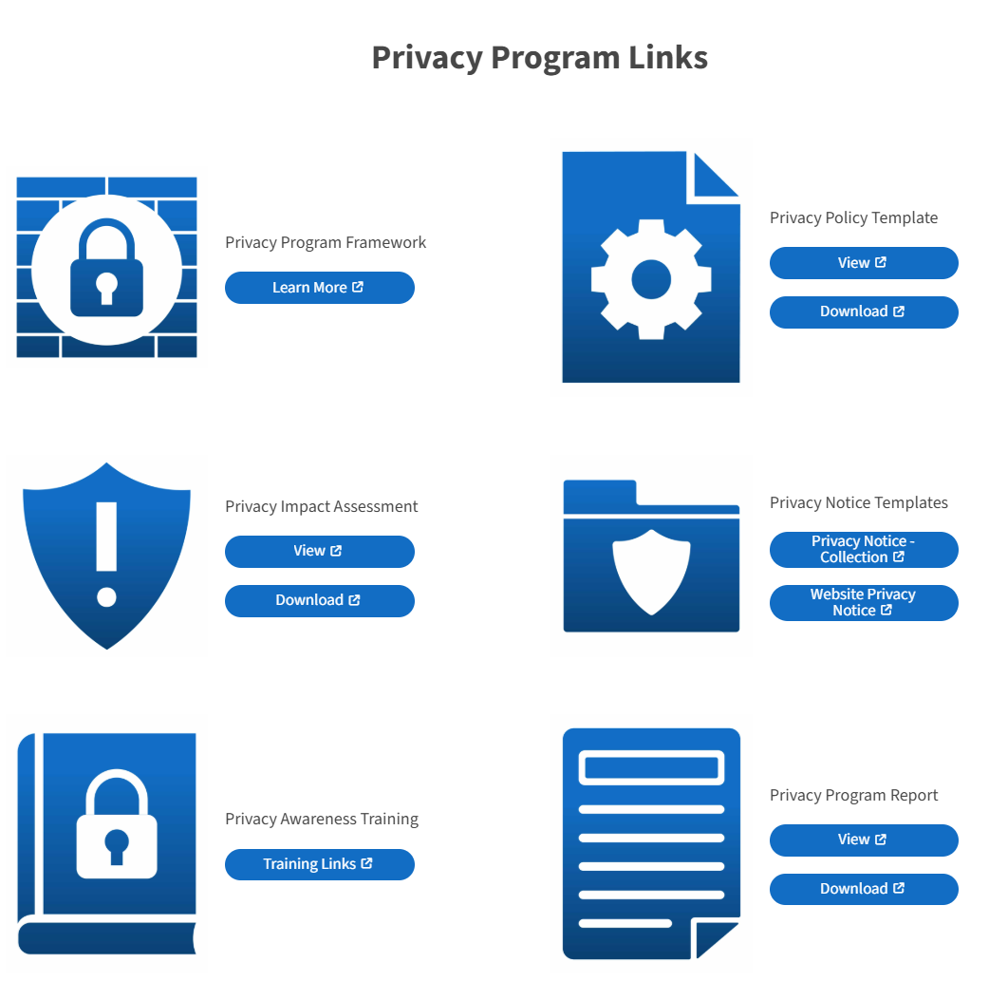 Privacy Program Links
Privacy Program Framework
Learn More
Privacy Policy Template
View
Download
Privacy Impact Assessment
View
Download
Privacy Notice Templates
Privacy Notice -
Collection
Website Privacy
Notice
Privacy Awareness Training
Training Links
Privacy Program Report
View
Download